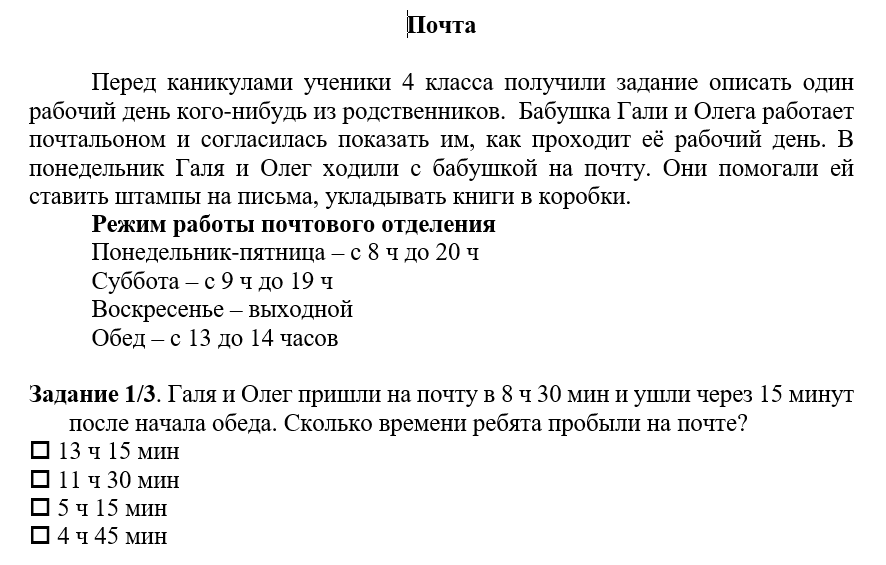 Почта
Перед каникулами ученики 4 класса получили задание описать один
рабочий день кого-нибудь из родственников. Бабушка Гали и Олега работает
почтальоном и согласилась показать им, как проходит её рабочий день. В
понедельник Галя и Олег ходили с бабушкой на почту. Они помогали ей
ставить штампы на письма, укладывать книги в коробки.
Режим работы почтового отделения
Понедельник-пятница – с 8 ч до 20 ч
Суббота – с 9 ч до 19 ч
Воскресенье – выходной
Обед – с 13 до 14 часов
Задание 1/3. Галя и Олег пришли на почту в 8 ч 30 мин и ушли через 15 минут
после начала обеда. Сколько времени ребята пробыли на почте?
☐ 13 ч 15 мин
☐ 11 ч 30 мин
☐ 5 ч 15 мин
☐ 4 ч 45 мин